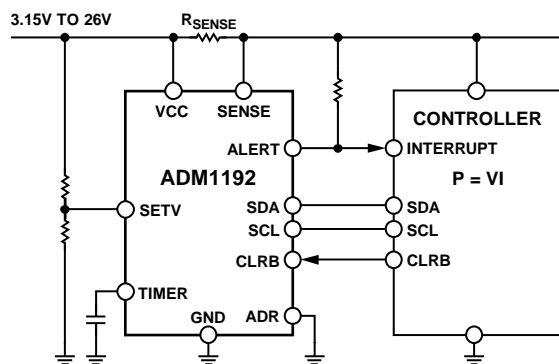 3.15V TO 26V
RSENSE
VCC
SENSE
CONTROLLER
ALERT
INTERRUPT
ADM1192
P = VI
SETV
SDA
SDA
SCL
SCL
CLRB
CLRB
TIMER
GND
ADR